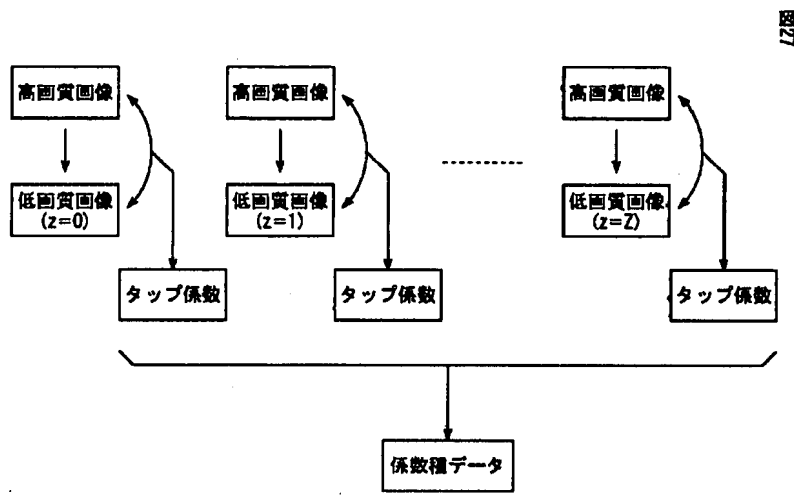 図27
高画質画像
高画質画像
高画質画像
低画質画像
(z=0)
低画質画像
(z=1)
低画質画像
(z=Z)
タップ係数
タップ係数
タップ係数
係数種データ